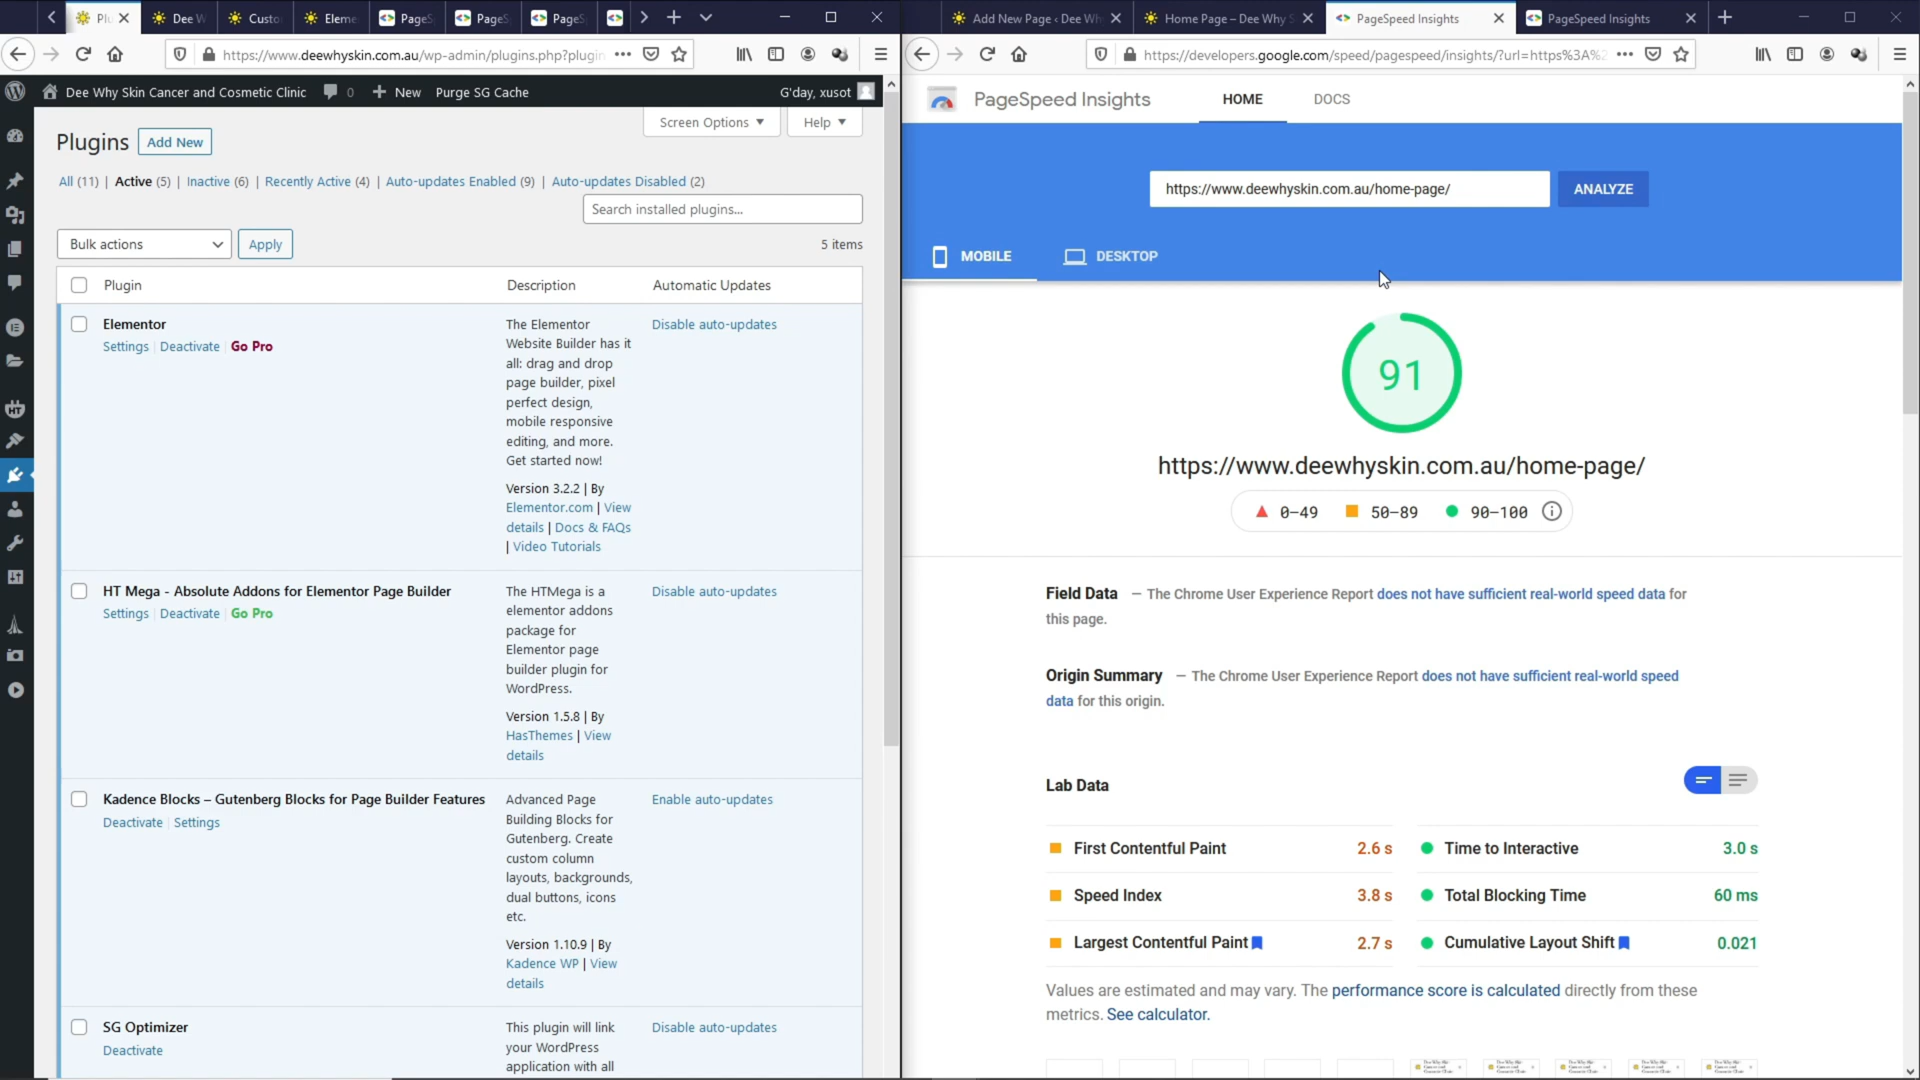 Plu
Dee W
Custo
Eleme
PageS
PageS
PageS
https://www.deewhyskin.com.au/wp-admin/plugins.php?plugin
Dee Why Skin Cancer and Cosmetic Clinic
0
New
Purge SG Cache
G'day, xusot
Screen Options
Help
Plugins
Add New
All (11) | Active (5) | Inactive (6) | Recently Active (4) | Auto-updates Enabled (9) | Auto-updates Disabled (2)
Search installed plugins...
Bulk actions
Apply
5 items
Plugin
Description
Automatic Updates
Elementor
Settings | Deactivate | Go Pro
The Elementor
Website Builder has it
all: drag and drop
page builder, pixel
perfect design,
mobile responsive
editing, and more.
Get started now!
Version 3.2.2 | By
Elementor.com | View
details | Docs & FAQs
| Video Tutorials
Disable auto-updates
HT Mega - Absolute Addons for Elementor Page Builder
Settings | Deactivate | Go Pro
The HTMega is a
elementor addons
package for
Elementor page
builder plugin for
WordPress.
Version 1.5.8 | By
HasThemes | View
details
Disable auto-updates
Kadence Blocks – Gutenberg Blocks for Page Builder Features
Deactivate | Settings
Advanced Page
Building Blocks for
Gutenberg. Create
custom column
layouts, backgrounds,
dual buttons, icons
etc.
Version 1.10.9 | By
Kadence WP | View
details
Enable auto-updates
SG Optimizer
Deactivate
This plugin will link
your WordPress
application with all
Disable auto-updates
Add New Page ‹ Dee Wh
Home Page – Dee Why S
PageSpeed Insights
PageSpeed Insights
https://developers.google.com/speed/pagespeed/insights/?url=https%3A%2
PageSpeed Insights
HOME
DOCS
https://www.deewhyskin.com.au/home-page/
ANALYZE
MOBILE
DESKTOP
91
https://www.deewhyskin.com.au/home-page/
0–49
50–89
90–100
Field Data — The Chrome User Experience Report does not have sufficient real-world speed data for
this page.
Origin Summary — The Chrome User Experience Report does not have sufficient real-world speed
data for this origin.
Lab Data
First Contentful Paint 2.6 s
Time to Interactive 3.0 s
Speed Index 3.8 s
Total Blocking Time 60 ms
Largest Contentful Paint 2.7 s
Cumulative Layout Shift 0.021
Values are estimated and may vary. The performance score is calculated directly from these
metrics. See calculator.